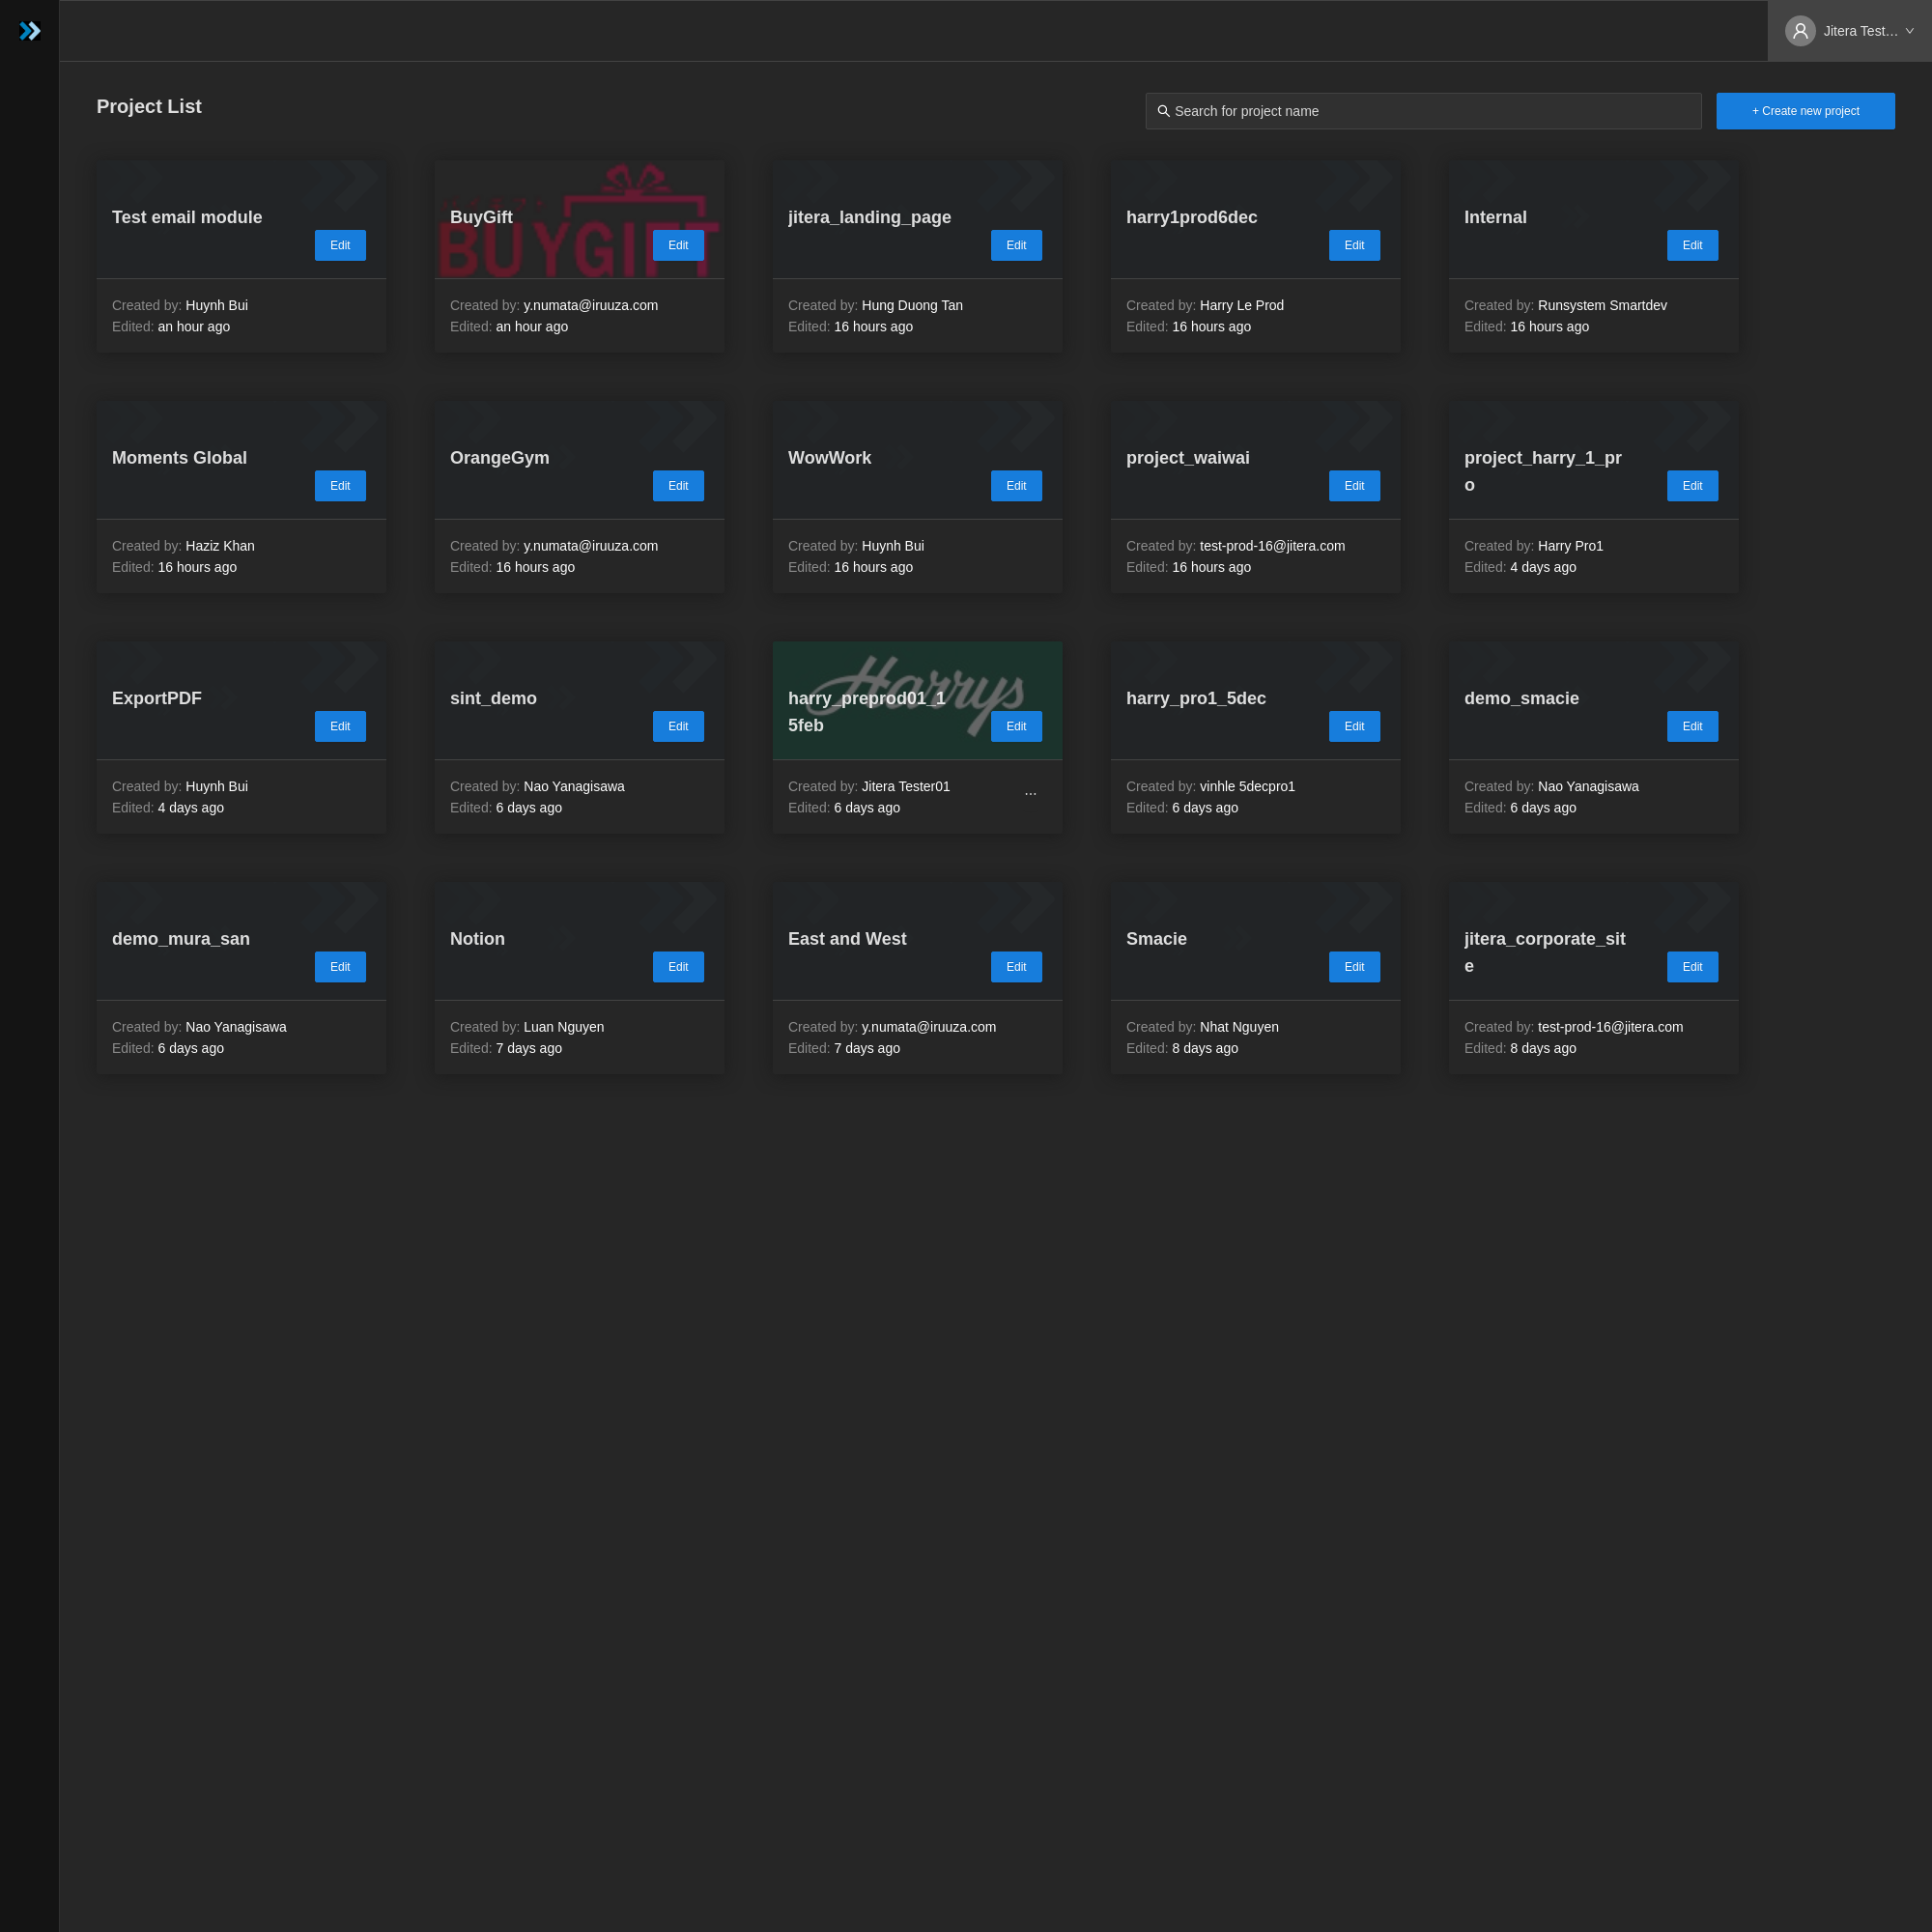 Jitera Test…
Project List
Search for project name
+ Create new project
Test email module
Edit
Created by: Huynh Bui
Edited: an hour ago
BUYGIFT
BuyGift
Edit
Created by: y.numata@iruuza.com
Edited: an hour ago
jitera_landing_page
Edit
Created by: Hung Duong Tan
Edited: 16 hours ago
harry1prod6dec
Edit
Created by: Harry Le Prod
Edited: 16 hours ago
Internal
Edit
Created by: Runsystem Smartdev
Edited: 16 hours ago
Moments Global
Edit
Created by: Haziz Khan
Edited: 16 hours ago
OrangeGym
Edit
Created by: y.numata@iruuza.com
Edited: 16 hours ago
WowWork
Edit
Created by: Huynh Bui
Edited: 16 hours ago
project_waiwai
Edit
Created by: test-prod-16@jitera.com
Edited: 16 hours ago
project_harry_1_pr
o
Edit
Created by: Harry Pro1
Edited: 4 days ago
ExportPDF
Edit
Created by: Huynh Bui
Edited: 4 days ago
sint_demo
Edit
Created by: Nao Yanagisawa
Edited: 6 days ago
Harrys
harry_preprod01_1
5feb
Edit
Created by: Jitera Tester01
...
Edited: 6 days ago
harry_pro1_5dec
Edit
Created by: vinhle 5decpro1
Edited: 6 days ago
demo_smacie
Edit
Created by: Nao Yanagisawa
Edited: 6 days ago
demo_mura_san
Edit
Created by: Nao Yanagisawa
Edited: 6 days ago
Notion
Edit
Created by: Luan Nguyen
Edited: 7 days ago
East and West
Edit
Created by: y.numata@iruuza.com
Edited: 7 days ago
Smacie
Edit
Created by: Nhat Nguyen
Edited: 8 days ago
jitera_corporate_sit
e
Edit
Created by: test-prod-16@jitera.com
Edited: 8 days ago